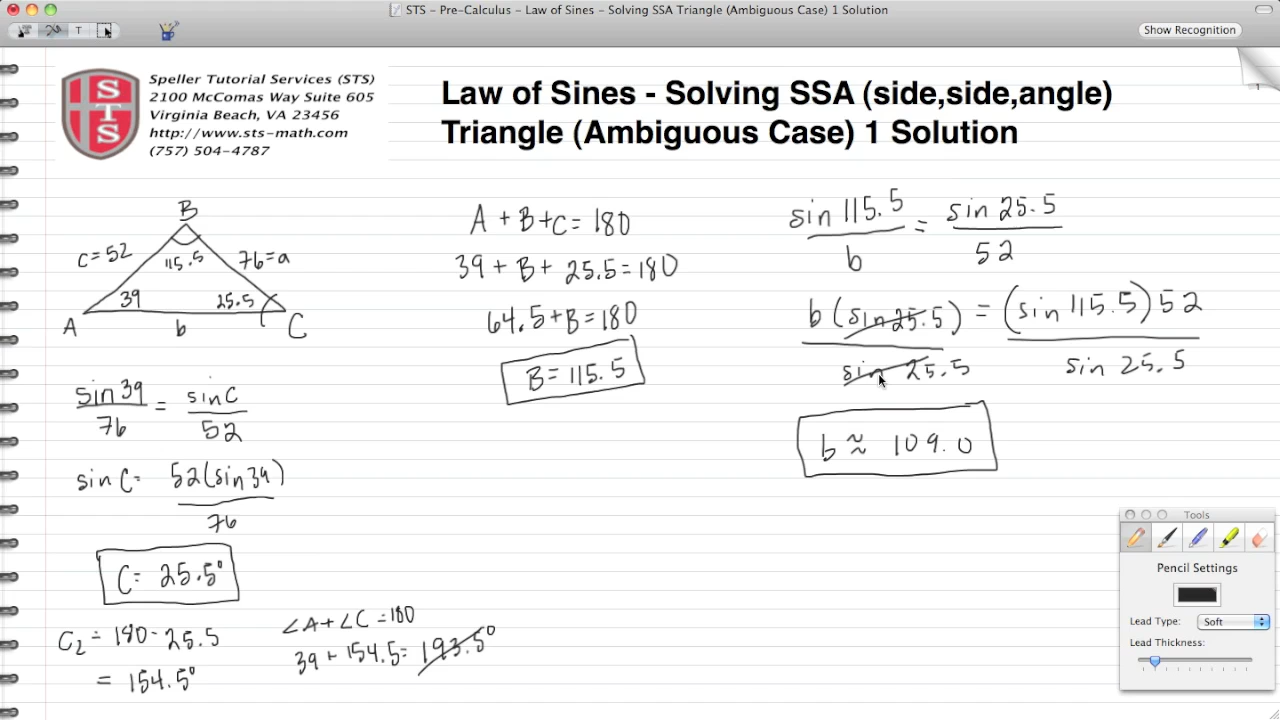 STS – Pre-Calculus – Law of Sines – Solving SSA Triangle (Ambiguous Case) 1 Solution
T
Show Recognition
STS
Speller Tutorial Services (STS)
2100 McComas Way Suite 605
Virginia Beach, VA 23456
http://www.sts-math.com
(757) 504-4787
Law of Sines - Solving SSA (side,side,angle)
Triangle (Ambiguous Case) 1 Solution
1
B
c=52
115.5
76=a
39
25.5
A
b
C
sin 39 / 76 = sin C / 52
sin C = 52(sin 39) / 76
C = 25.5°
C₂ = 180 - 25.5
= 154.5°
∠A+∠C = 180
39 + 154.5 = 193.5°
A + B + C = 180
39 + B + 25.5 = 180
64.5 + B = 180
B = 115.5
sin 115.5 / b = sin 25.5 / 52
b (sin 25.5) / sin 25.5 = (sin 115.5) 52 / sin 25.5
b ≈ 109.0
Tools
Pencil Settings
Lead Type: Soft
Lead Thickness: